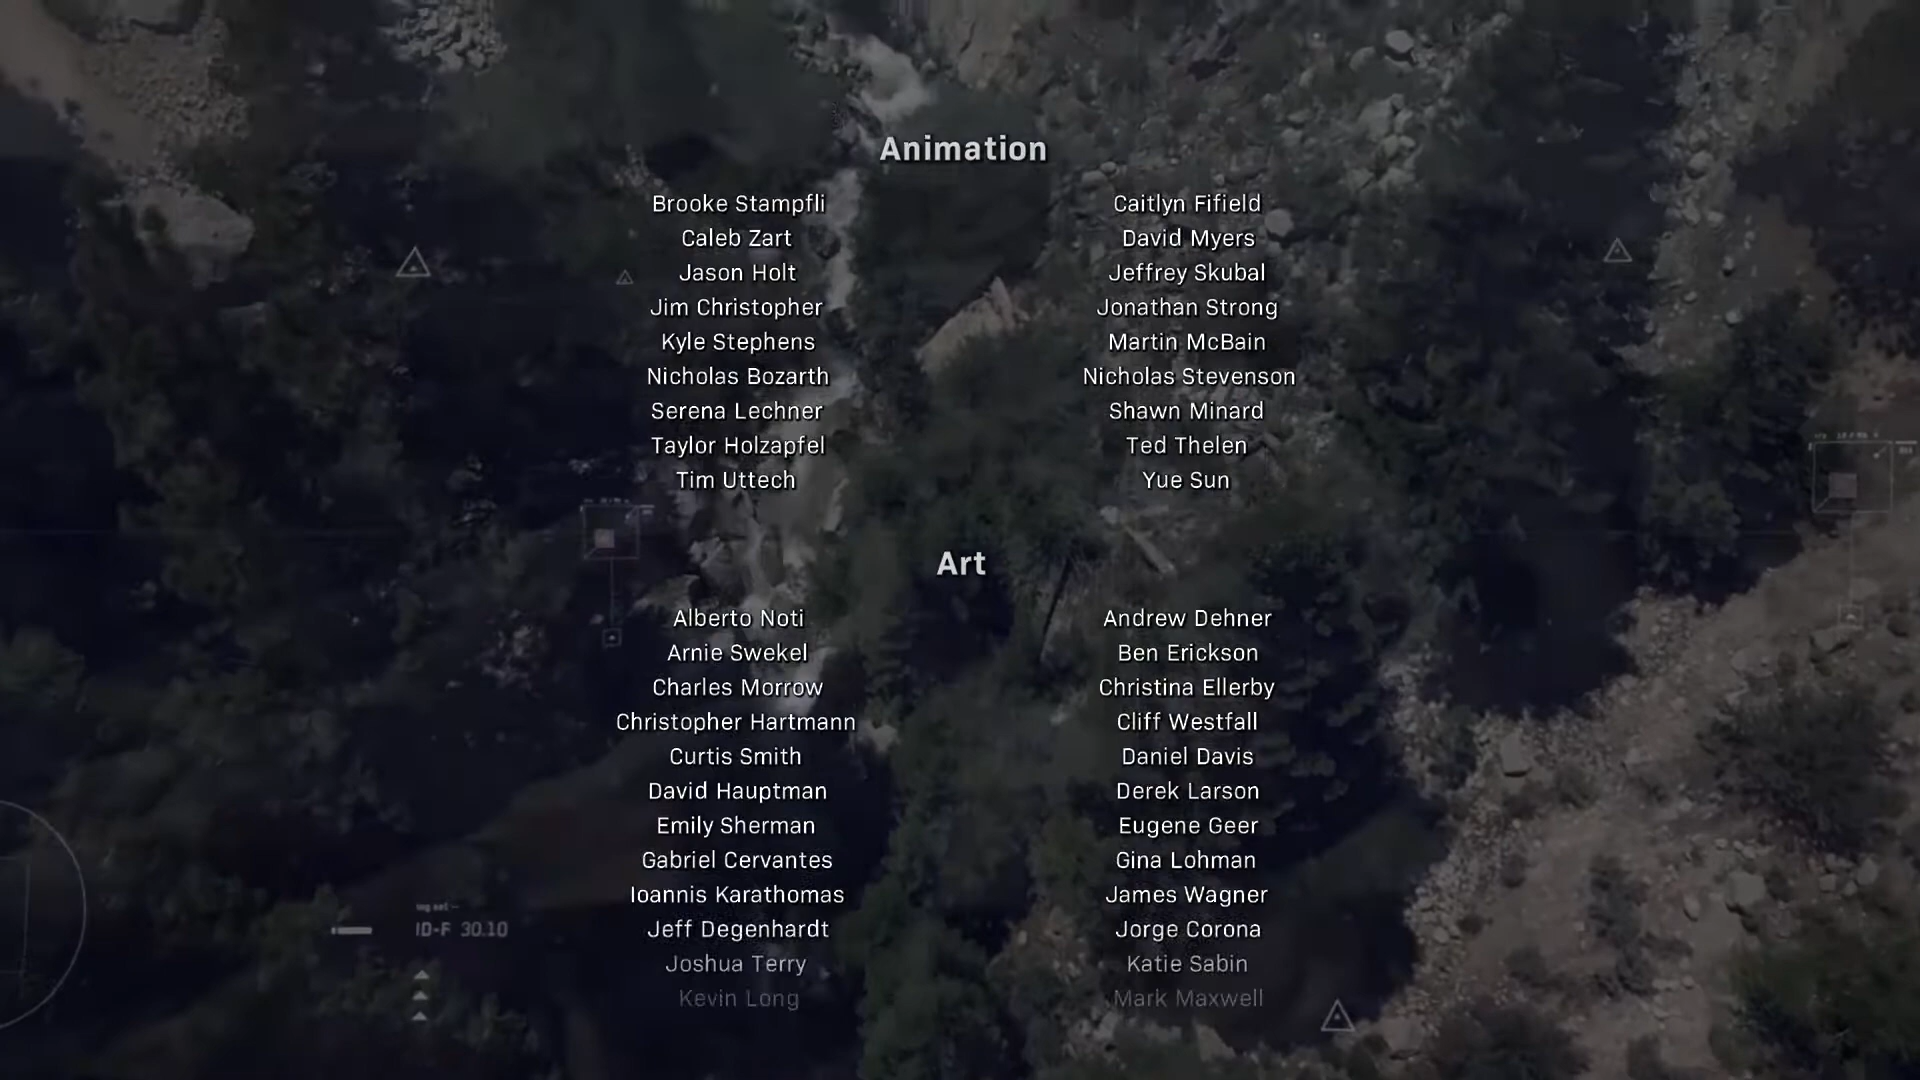 Animation
Brooke Stampfli Caitlyn Fifield
Caleb Zart David Myers
Jason Holt Jeffrey Skubal
Jim Christopher Jonathan Strong
Kyle Stephens Martin McBain
Nicholas Bozarth Nicholas Stevenson
Serena Lechner Shawn Minard
Taylor Holzapfel Ted Thelen
Tim Uttech Yue Sun
Art
Alberto Noti Andrew Dehner
Arnie Swekel Ben Erickson
Charles Morrow Christina Ellerby
Christopher Hartmann Cliff Westfall
Curtis Smith Daniel Davis
David Hauptman Derek Larson
Emily Sherman Eugene Geer
Gabriel Cervantes Gina Lohman
Ioannis Karathomas James Wagner
Jeff Degenhardt Jorge Corona
ID-F 30.10
Joshua Terry Katie Sabin
Kevin Long Mark Maxwell